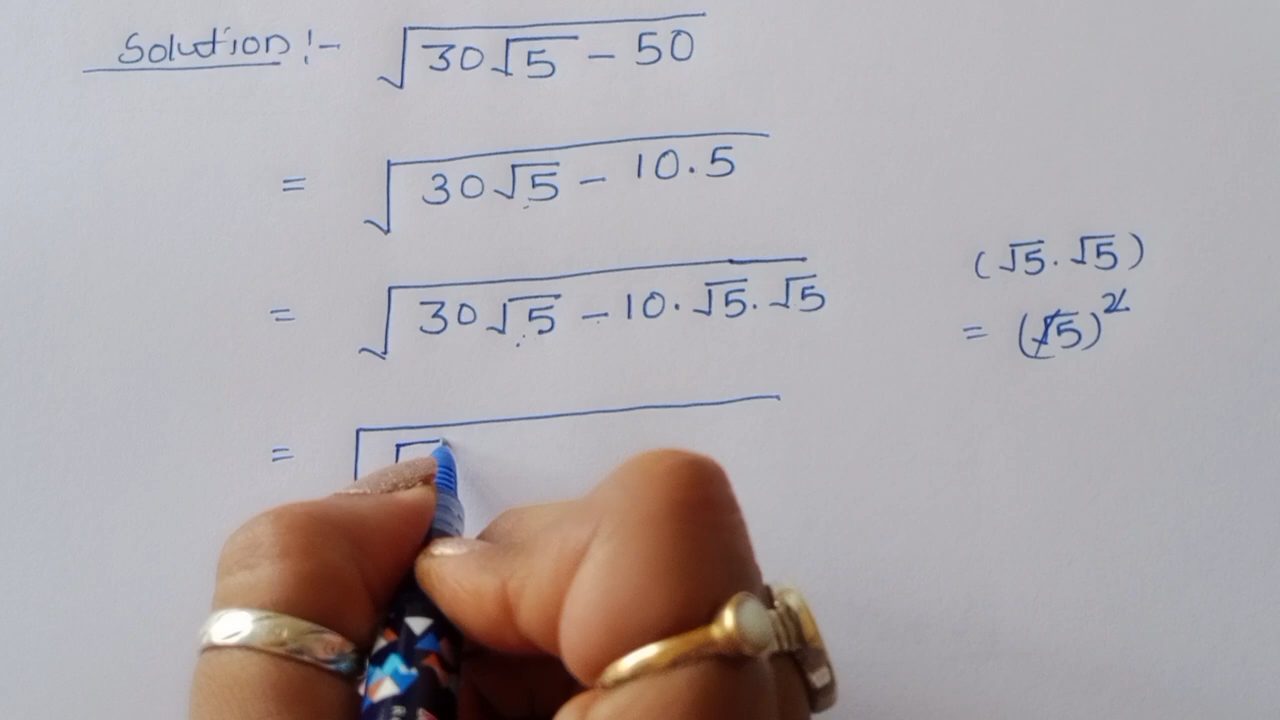 Solution :- √(30√5 - 50)
= √(30√5 - 10.5)
= √(30√5 - 10.√5.√5)
(√5.√5)
= (√5)²
= √(√